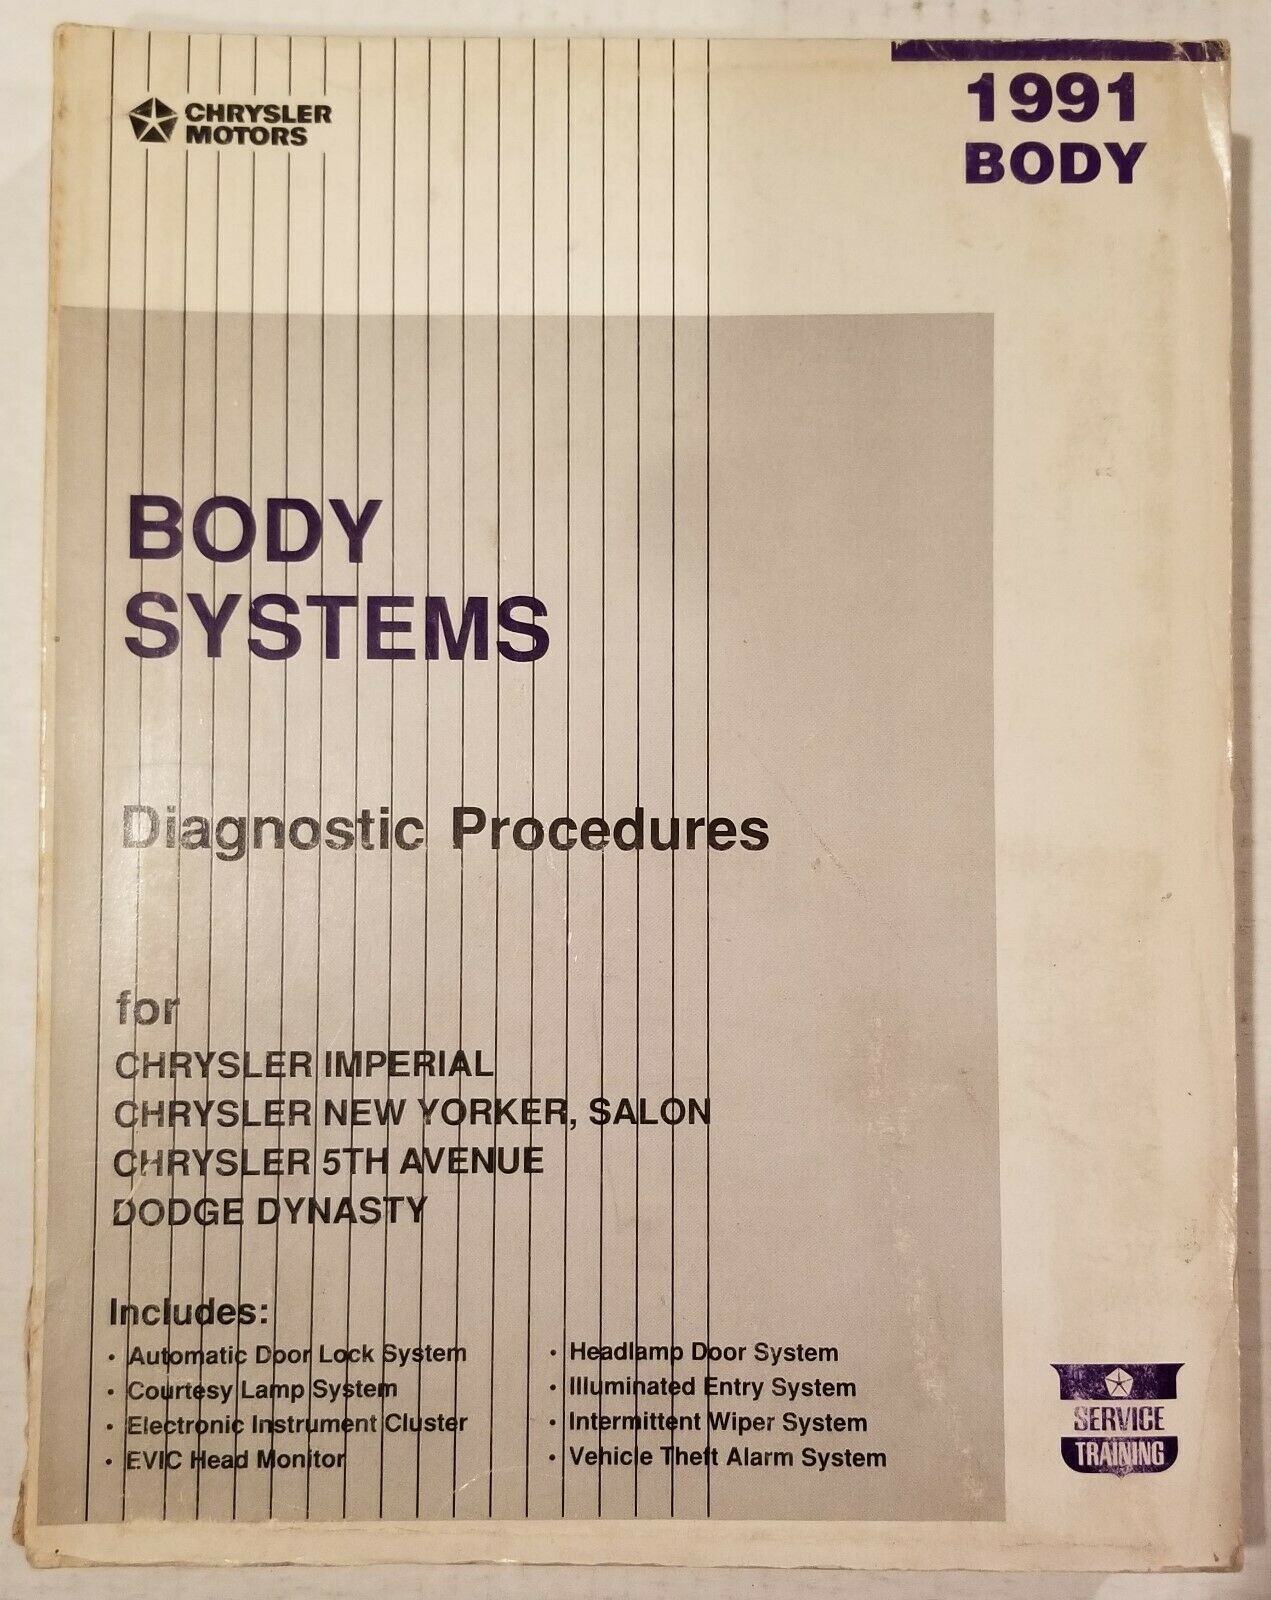 CHRYSLER
MOTORS
1991
BODY
BODY
SYSTEMS
Diagnostic Procedures
for
CHRYSLER IMPERIAL
CHRYSLER NEW YORKER, SALON
CHRYSLER 5TH AVENUE
DODGE DYNASTY
Includes:
• Automatic Door Lock System
• Courtesy Lamp System
• Electronic Instrument Cluster
• EVIC Head Monitor
• Headlamp Door System
• Illuminated Entry System
• Intermittent Wiper System
• Vehicle Theft Alarm System
SERVICE
TRAINING